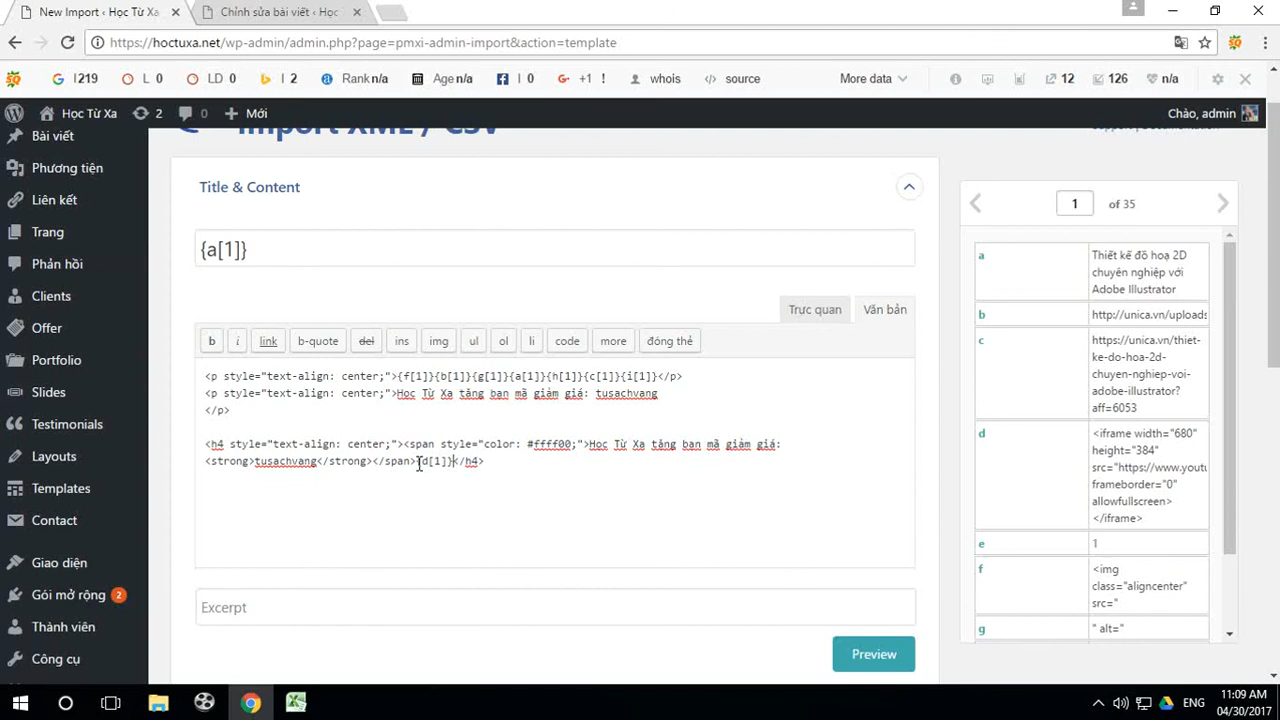 New Import ‹ Học Từ Xa
Chỉnh sửa bài viết ‹ Học
https://hoctuxa.net/wp-admin/admin.php?page=pmxi-admin-import&action=template
I 219
L 0
LD 0
I 2
Rank n/a
Age n/a
I 0
+1 !
whois
source
More data
12
126
n/a
Học Từ Xa
2
0
Mới
Chào, admin
Bài viết
Phương tiện
Liên kết
Trang
Phản hồi
Clients
Offer
Portfolio
Slides
Testimonials
Layouts
Templates
Contact
Giao diện
Gói mở rộng 2
Thành viên
Công cụ
Import XML / CSV
Support | Documentation
Title & Content
{a[1]}
Trực quan
Văn bản
b
i
link
b-quote
del
ins
img
ul
ol
li
code
more
đóng thẻ
<p style="text-align: center;">{f[1]}{b[1]}{g[1]}{a[1]}{h[1]}{c[1]}{i[1]}</p>
<p style="text-align: center;">Học Từ Xa tặng bạn mã giảm giá: tusachvang
</p>
<h4 style="text-align: center;"><span style="color: #ffff00;">Học Từ Xa tặng bạn mã giảm giá:
<strong>tusachvang</strong></span>{d[1]}</h4>
Excerpt
Preview
1 of 35
a
Thiết kế đồ hoạ 2D
chuyên nghiệp với
Adobe Illustrator
b
http://unica.vn/uploads
c
https://unica.vn/thiet-
ke-do-hoa-2d-
chuyen-nghiep-voi-
adobe-illustrator?
aff=6053
d
<iframe width="680"
height="384"
src="https://www.youtu
frameborder="0"
allowfullscreen>
</iframe>
e
1
f
<img
class="aligncenter"
src="
g
" alt="
ENG
11:09 AM
04/30/2017